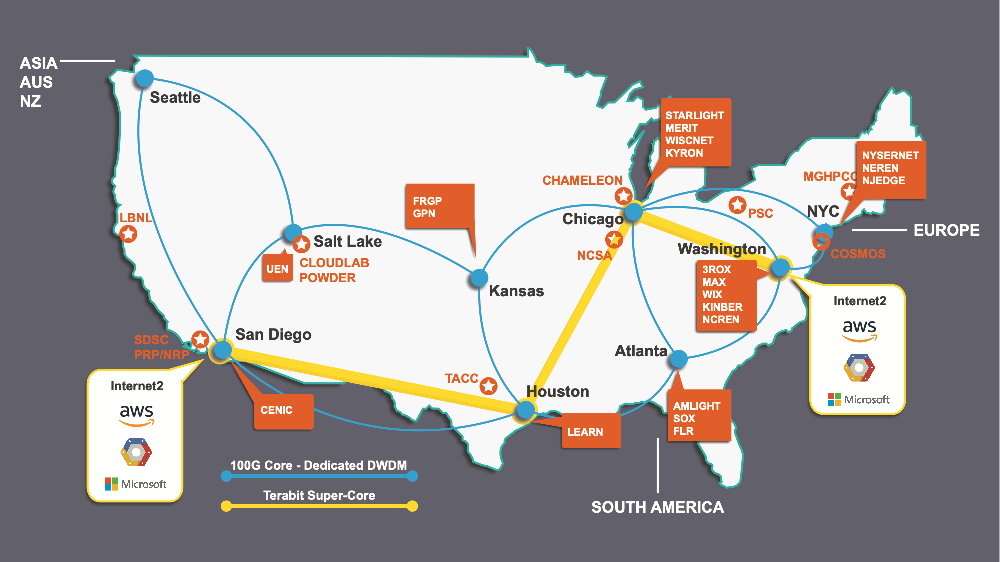 ASIA
AUS
NZ
Seattle
STARLIGHT
MERIT
WISCNET
KYRON
NYSERNET
NEREN
NJEDGE
MGHPCC
CHAMELEON
FRGP
GPN
NYC
PSC
Chicago
LBNL
EUROPE
Salt Lake
CLOUDLAB
POWDER
UEN
NCSA
Washington
COSMOS
3ROX
MAX
WIX
KINBER
NCREN
Kansas
Internet2
aws
Microsoft
San Diego
SDSC
PRP/NRP
Atlanta
TACC
Houston
Internet2
aws
Microsoft
CENIC
LEARN
AMLIGHT
SOX
FLR
100G Core - Dedicated DWDM
Terabit Super-Core
SOUTH AMERICA